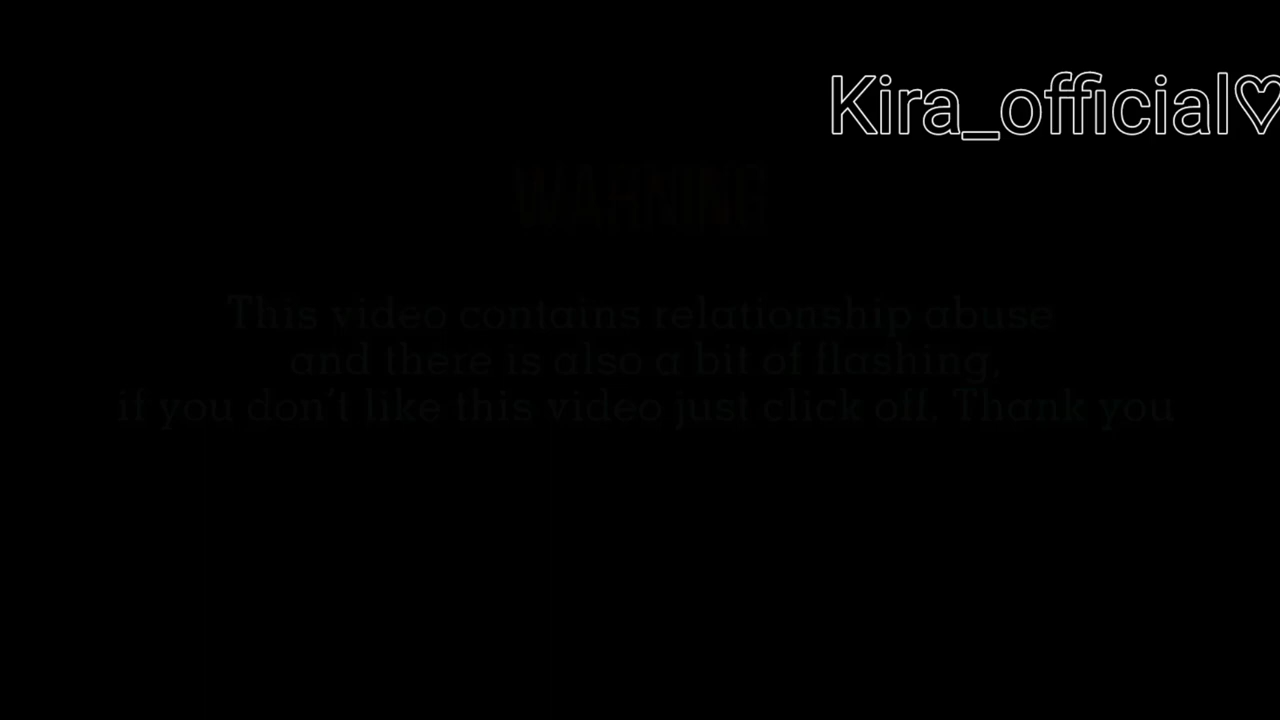 Kira_official♡
WARNING
This video contains relationship abuse
and there is also a bit of flashing,
if you don't like this video just click off. Thank you